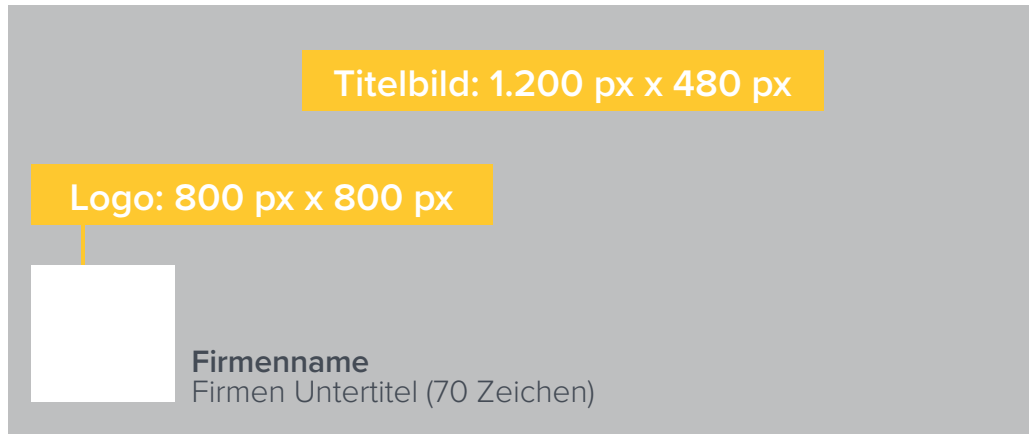 Titelbild: 1.200 px x 480 px
Logo: 800 px x 800 px
Firmenname
Firmen Untertitel (70 Zeichen)